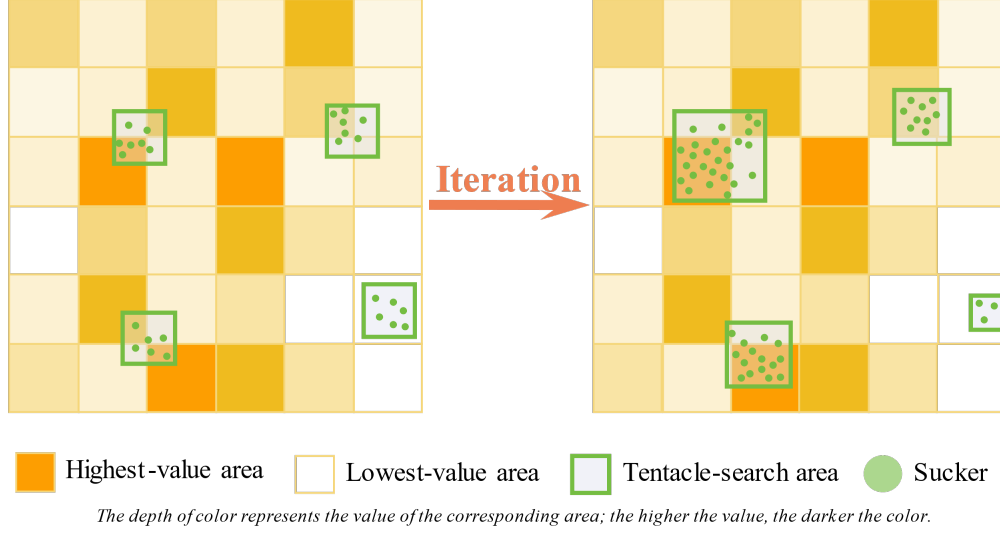 Iteration
Highest-value area
Lowest-value area
Tentacle-search area
Sucker
The depth of color represents the value of the corresponding area; the higher the value, the darker the color.